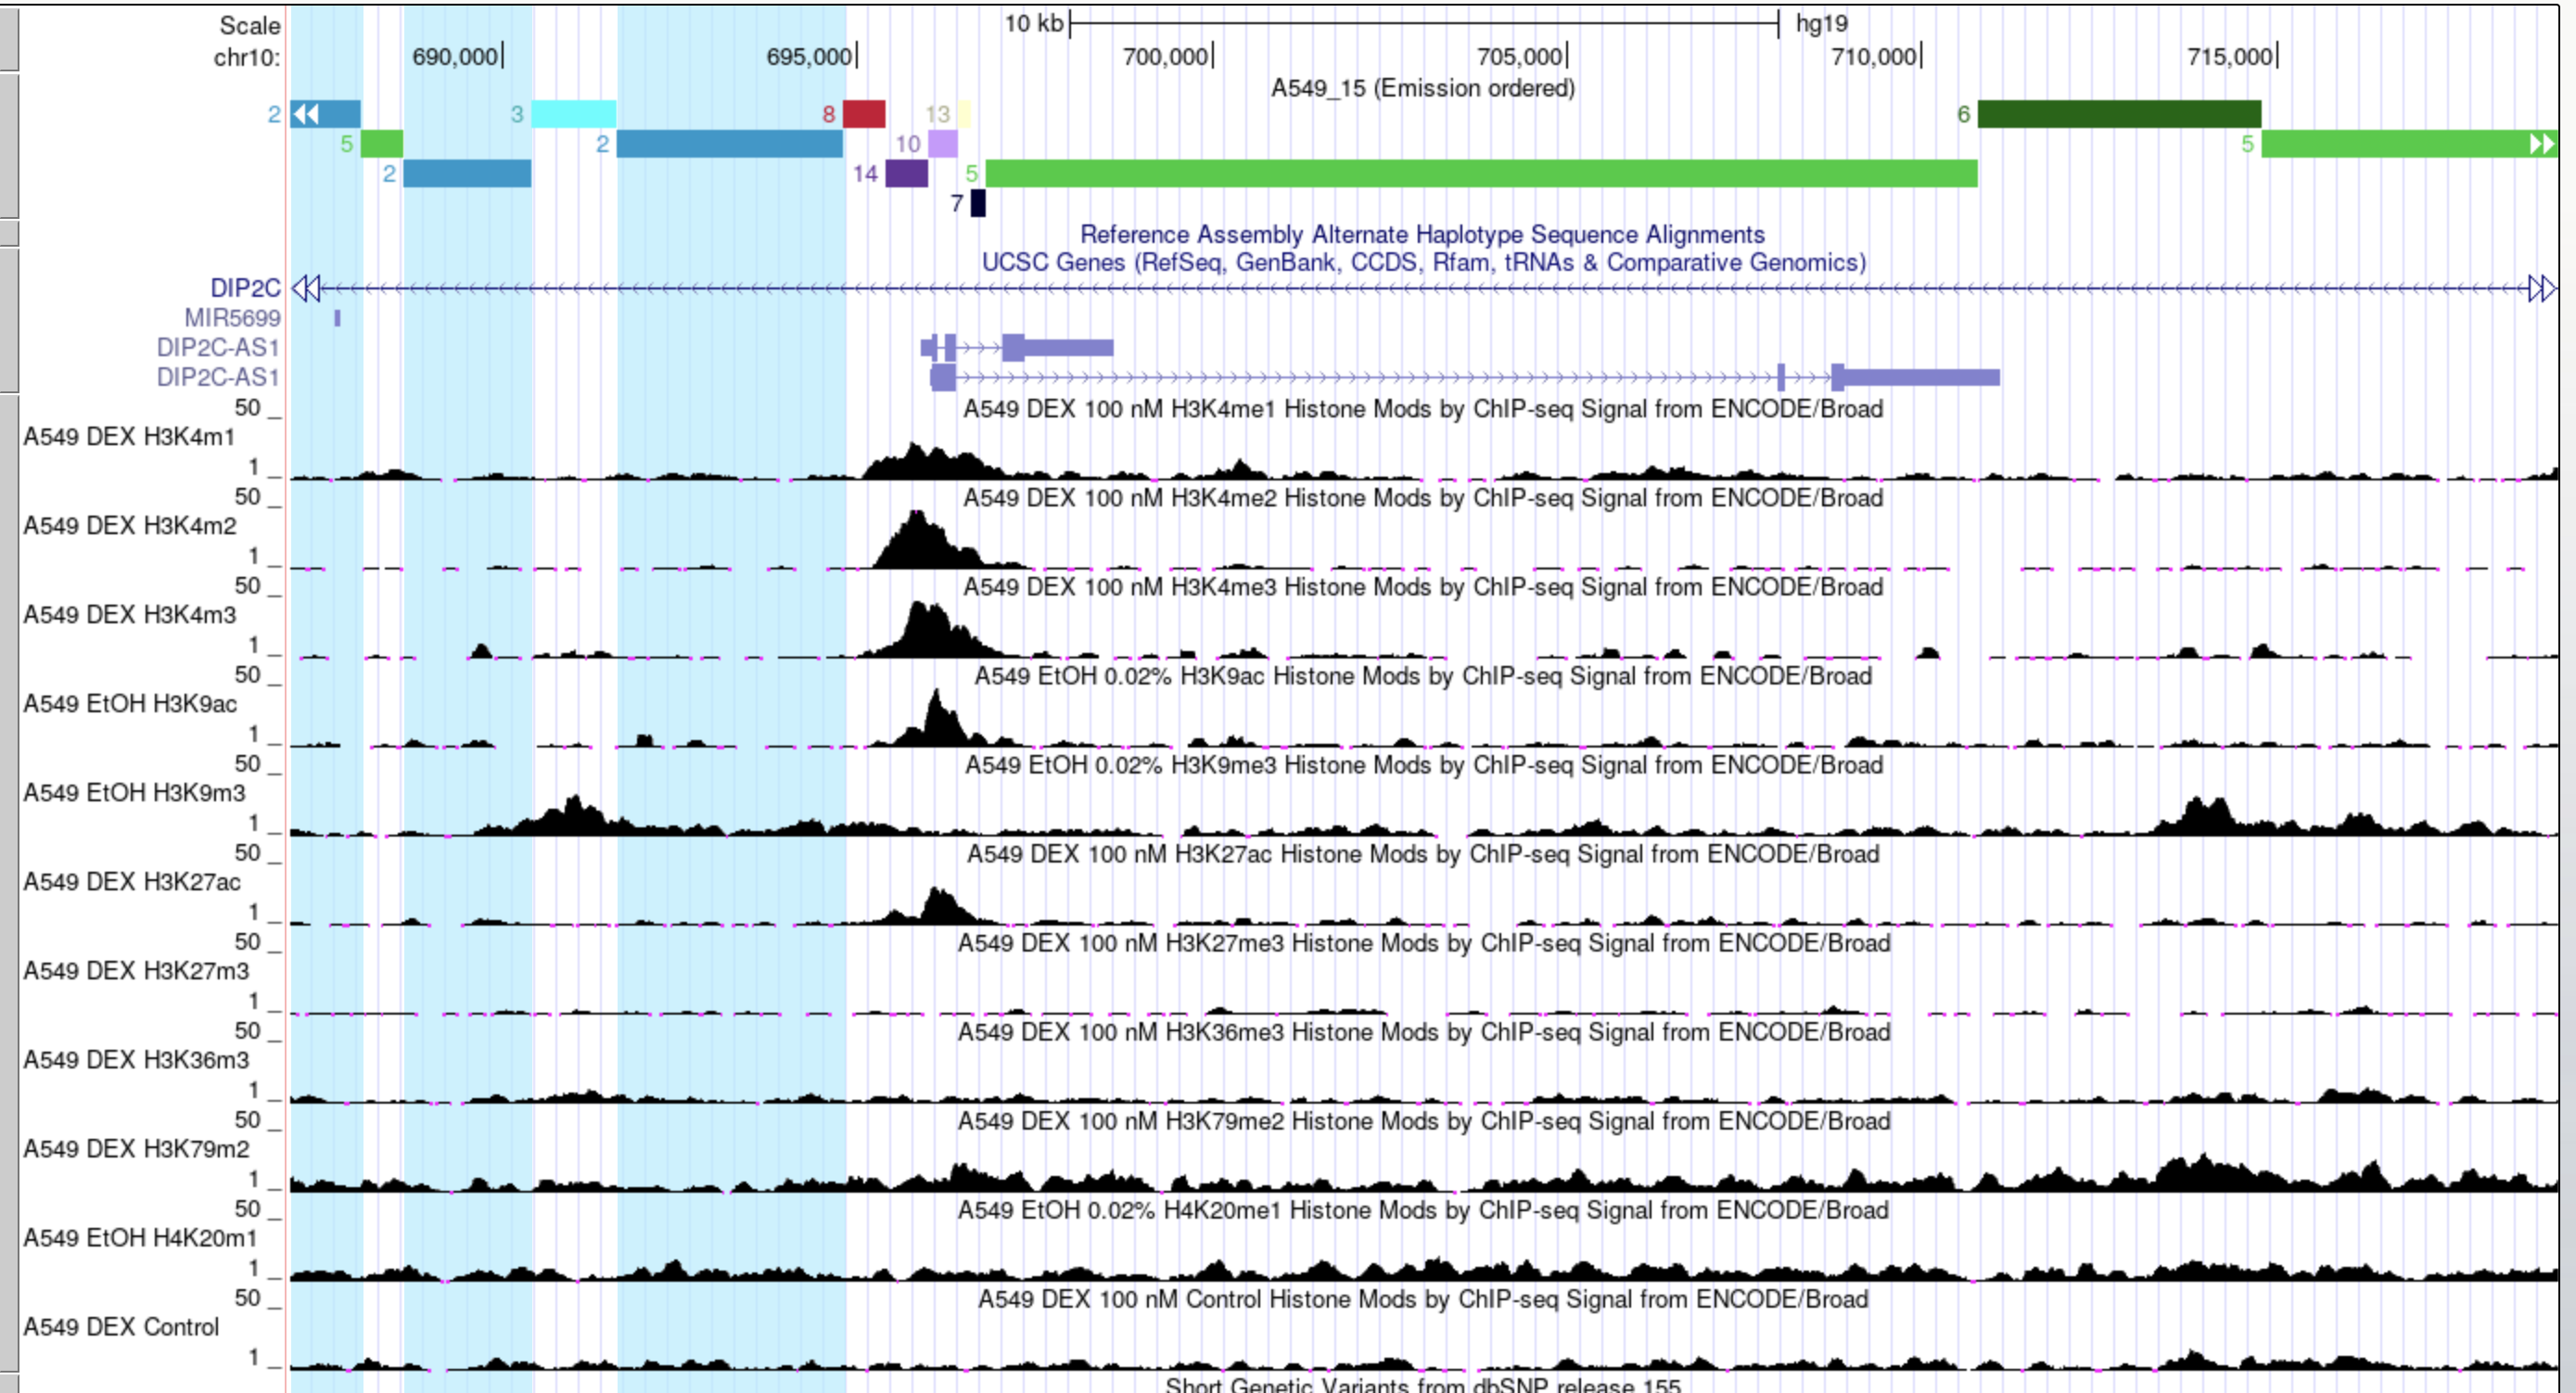 Scale 10 kb hg19
chr10: 690,000 695,000 700,000 705,000 710,000 715,000
A549_15 (Emission ordered)
2 3 8 13 6
5 2 10 5
2 14 5
7
Reference Assembly Alternate Haplotype Sequence Alignments
UCSC Genes (RefSeq, GenBank, CCDS, Rfam, tRNAs & Comparative Genomics)
DIP2C
MIR5699
DIP2C-AS1
DIP2C-AS1
50 A549 DEX 100 nM H3K4me1 Histone Mods by ChIP-seq Signal from ENCODE/Broad
A549 DEX H3K4m1
1
50 A549 DEX 100 nM H3K4me2 Histone Mods by ChIP-seq Signal from ENCODE/Broad
A549 DEX H3K4m2
1
50 A549 DEX 100 nM H3K4me3 Histone Mods by ChIP-seq Signal from ENCODE/Broad
A549 DEX H3K4m3
1
50 A549 EtOH 0.02% H3K9ac Histone Mods by ChIP-seq Signal from ENCODE/Broad
A549 EtOH H3K9ac
1
50 A549 EtOH 0.02% H3K9me3 Histone Mods by ChIP-seq Signal from ENCODE/Broad
A549 EtOH H3K9m3
1
50 A549 DEX 100 nM H3K27ac Histone Mods by ChIP-seq Signal from ENCODE/Broad
A549 DEX H3K27ac
1
50 A549 DEX 100 nM H3K27me3 Histone Mods by ChIP-seq Signal from ENCODE/Broad
A549 DEX H3K27m3
1
50 A549 DEX 100 nM H3K36me3 Histone Mods by ChIP-seq Signal from ENCODE/Broad
A549 DEX H3K36m3
1
50 A549 DEX 100 nM H3K79me2 Histone Mods by ChIP-seq Signal from ENCODE/Broad
A549 DEX H3K79m2
1
50 A549 EtOH 0.02% H4K20me1 Histone Mods by ChIP-seq Signal from ENCODE/Broad
A549 EtOH H4K20m1
1
50 A549 DEX 100 nM Control Histone Mods by ChIP-seq Signal from ENCODE/Broad
A549 DEX Control
1
Short Genetic Variants from dbSNP release 155